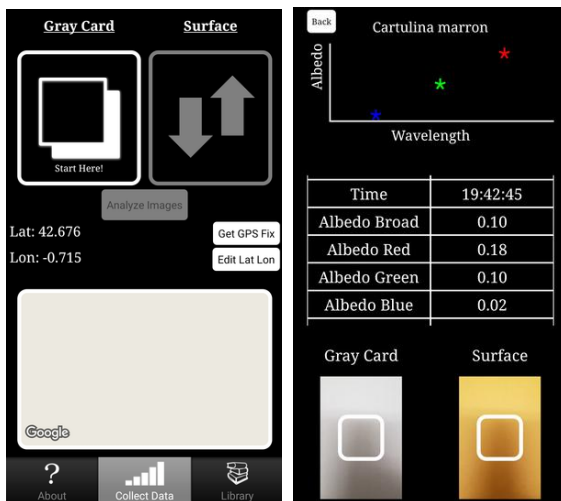 Gray Card Surface
Start Here!
Analyze Images
Lat: 42.676
Get GPS Fix
Lon: -0.715
Edit Lat Lon
Google
?
About Collect Data Library
Back
Cartulina marron
Albedo
Wavelength
Time 19:42:45
Albedo Broad 0.10
Albedo Red 0.18
Albedo Green 0.10
Albedo Blue 0.02
Gray Card Surface